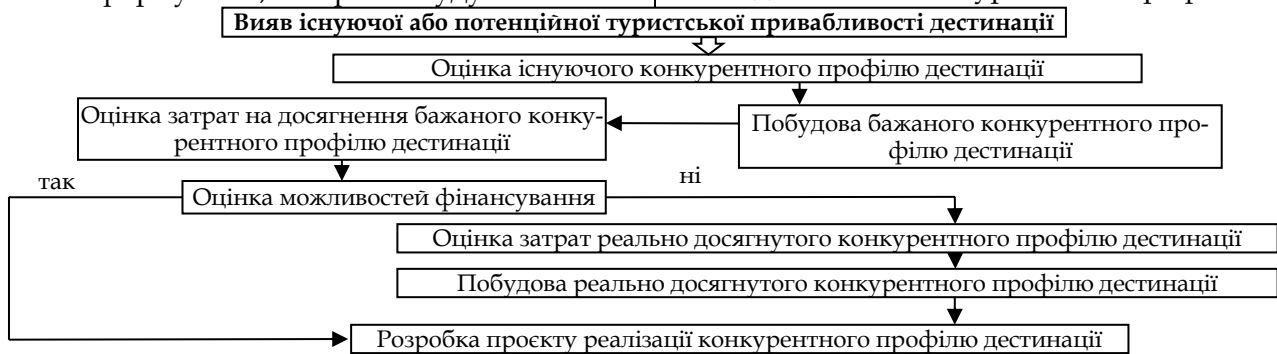 Вияв існуючої або потенційної туристської привабливості дестинації
Оцінка існуючого конкурентного профілю дестинації
Оцінка затрат на досягнення бажаного конку-
рентного профілю дестинації
Побудова бажаного конкурентного про-
філю дестинації
так
Оцінка можливостей фінансування
ні
Оцінка затрат реально досягнутого конкурентного профілю дестинації
Побудова реально досягнутого конкурентного профілю дестинації
Розробка проєкту реалізації конкурентного профілю дестинації